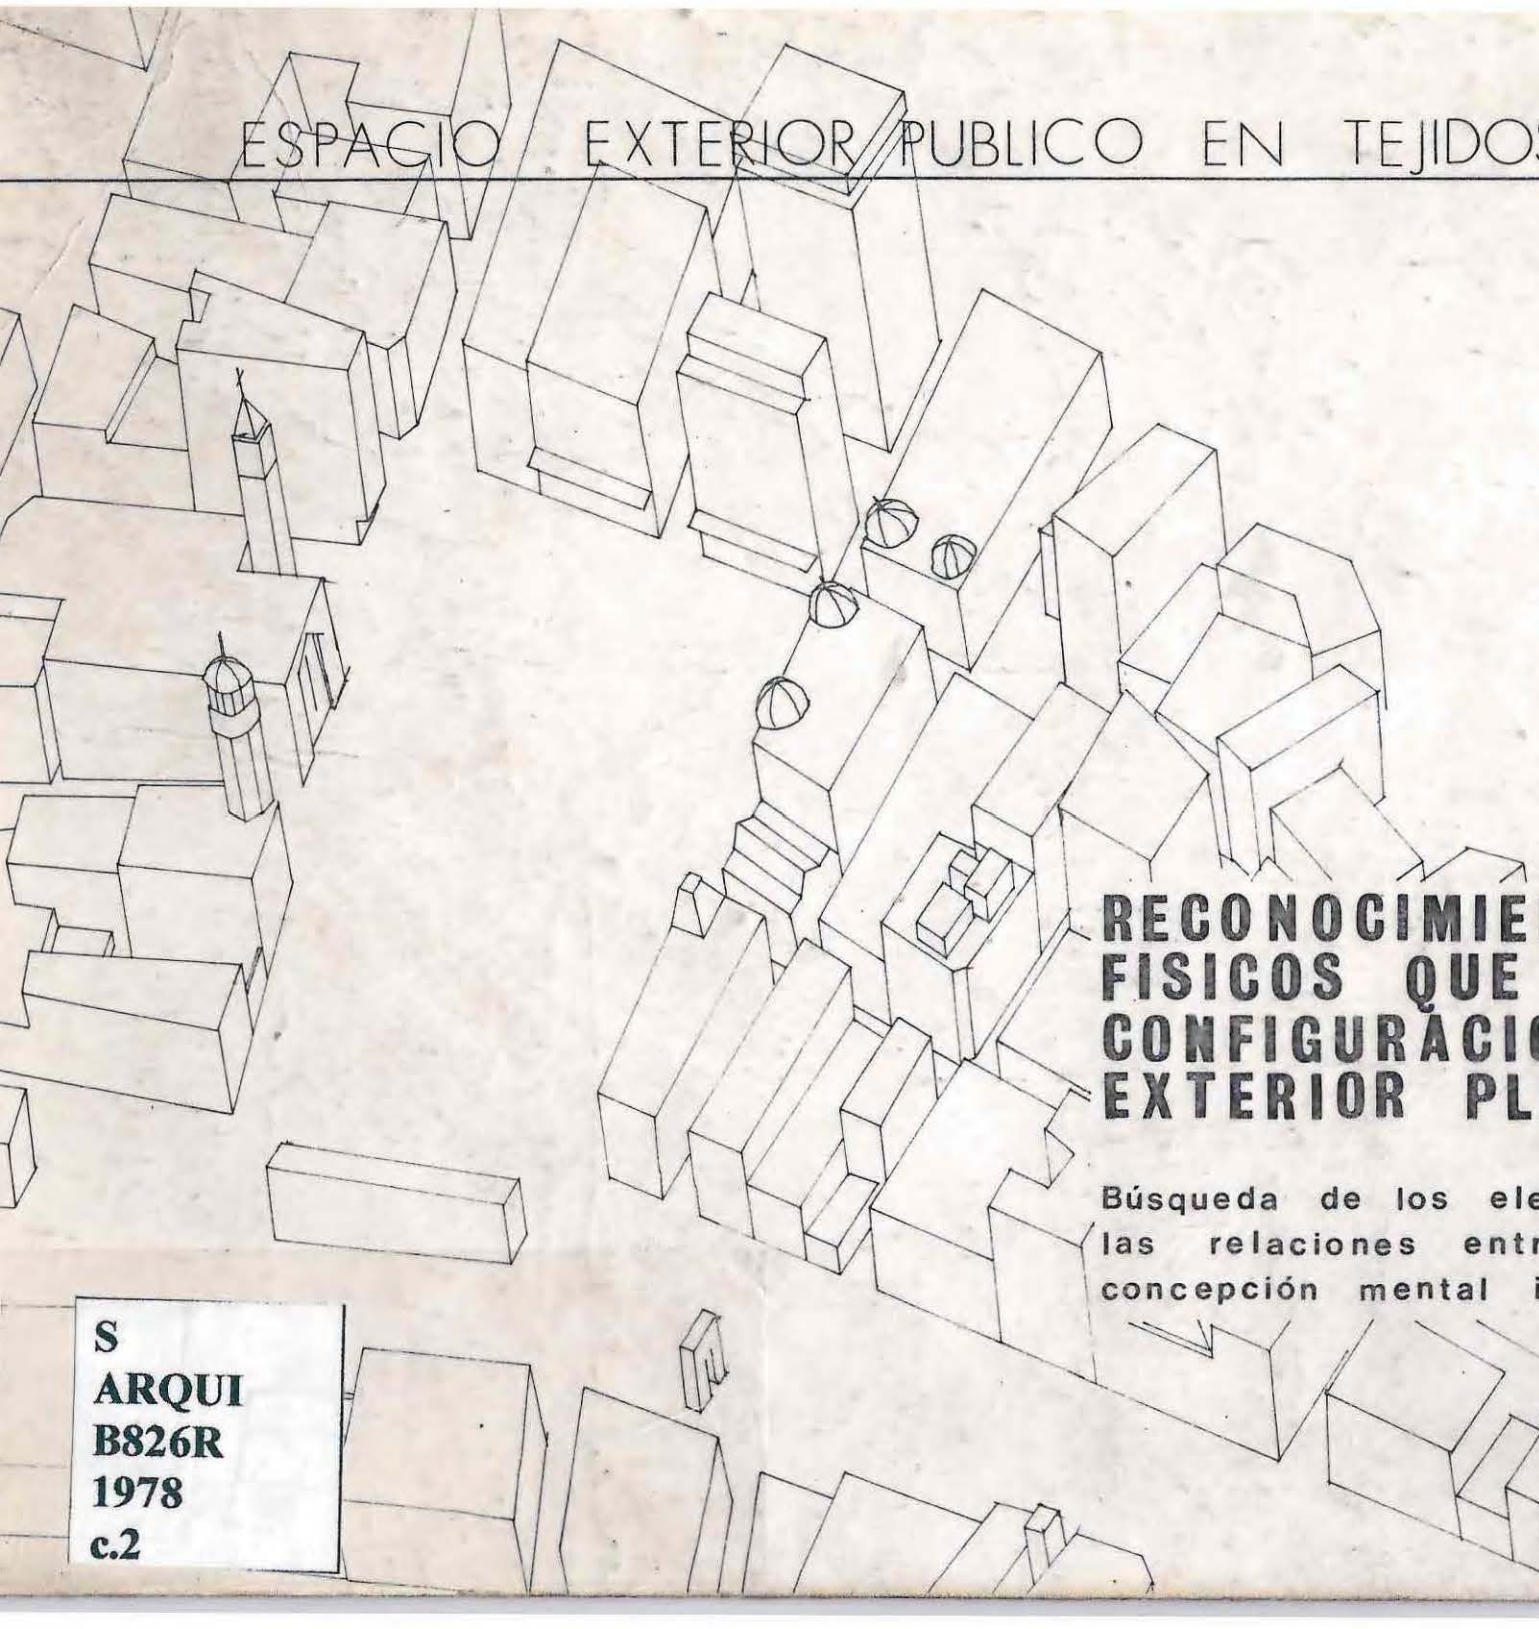 ESPACIO EXTERIOR PUBLICO EN TEJIDOS
RECONOCIMIE
FISICOS QUE
CONFIGURACIO
EXTERIOR PL
Búsqueda de los ele
las relaciones entr
concepción mental i
S
ARQUI
B826R
1978
c.2